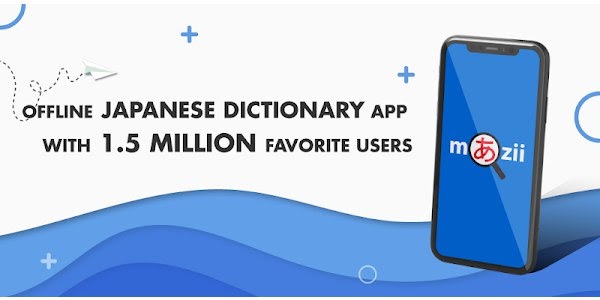 OFFLINE JAPANESE DICTIONARY APP
WITH 1.5 MILLION FAVORITE USERS
mあzii